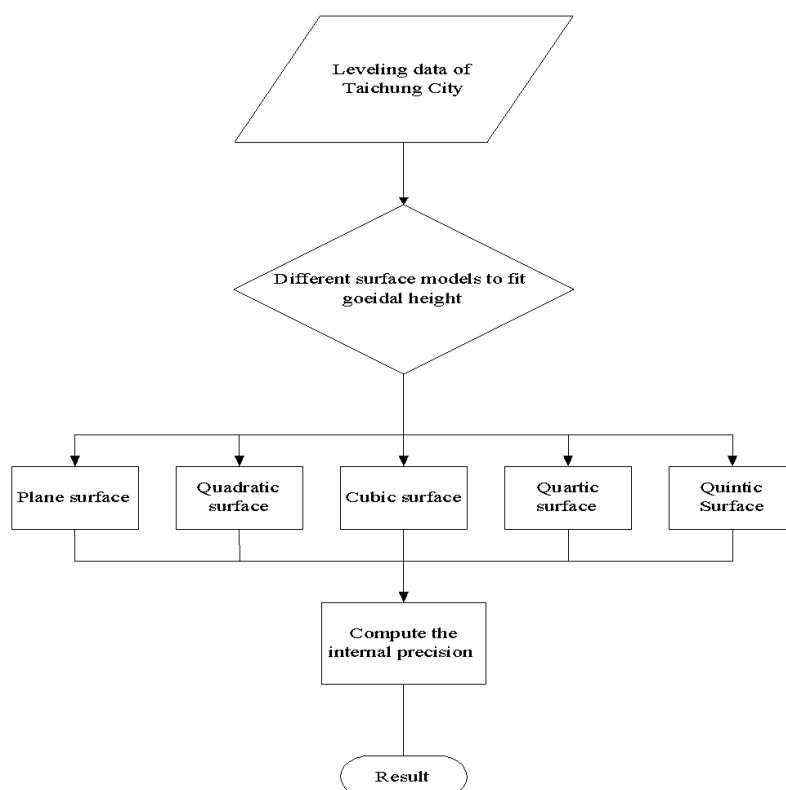 Leveling data of
Taichung City
Different surface models to fit
goeidal height
Plane surface
Quadratic
surface
Cubic surface
Quartic
surface
Quintic
Surface
Compute the
internal precision
Result